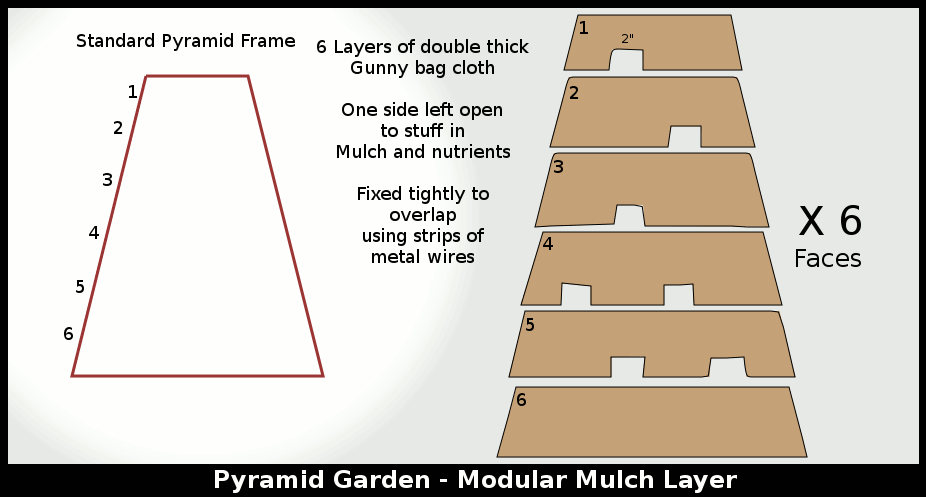 Standard Pyramid Frame
1
2
3
4
5
6
6 Layers of double thick
Gunny bag cloth
One side left open
to stuff in
Mulch and nutrients
Fixed tightly to
overlap
using strips of
metal wires
1
2"
2
3
4
5
6
X 6
Faces
Pyramid Garden - Modular Mulch Layer